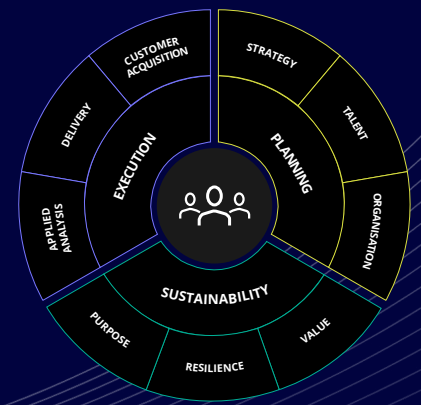 STRATEGY
TALENT
ORGANISATION
PLANNING
VALUE
RESILIENCE
PURPOSE
SUSTAINABILITY
APPLIED
ANALYSIS
DELIVERY
CUSTOMER
ACQUISITION
EXECUTION